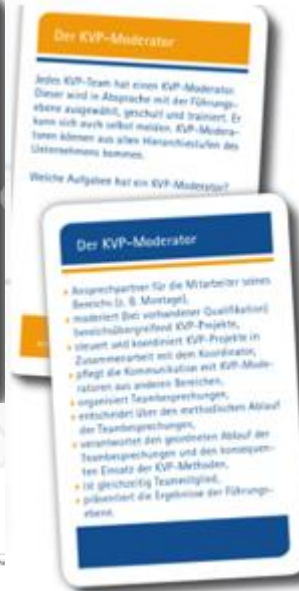 Der KVP-Moderator
Jedes KVP-Team hat einen KVP-Moderator.
Dieser wird in Absprache mit der Führungs-
ebene ausgewählt, geschult und trainiert. Er
kann sich auch selbst melden. KVP-Modera-
toren können aus allen Hierarchiestufen des
Unternehmens kommen.
Welche Aufgaben hat ein KVP-Moderator?
Der KVP-Moderator
Ansprechpartner für die Mitarbeiter seines
Bereichs (z. B. Montage),
moderiert (bei vorhandener Qualifikation)
bereichsübergreifend KVP-Projekte,
steuert und koordiniert KVP-Projekte in
Zusammenarbeit mit dem Koordinator,
pflegt die Kommunikation mit KVP-Mode-
ratoren aus anderen Bereichen,
organisiert Teambesprechungen,
entscheidet über den methodischen Ablauf
der Teambesprechungen,
verantwortet den geordneten Ablauf der
Teambesprechungen und den konsequen-
ten Einsatz der KVP-Methoden,
ist gleichzeitig Teammitglied,
präsentiert die Ergebnisse der Führungs-
ebene.